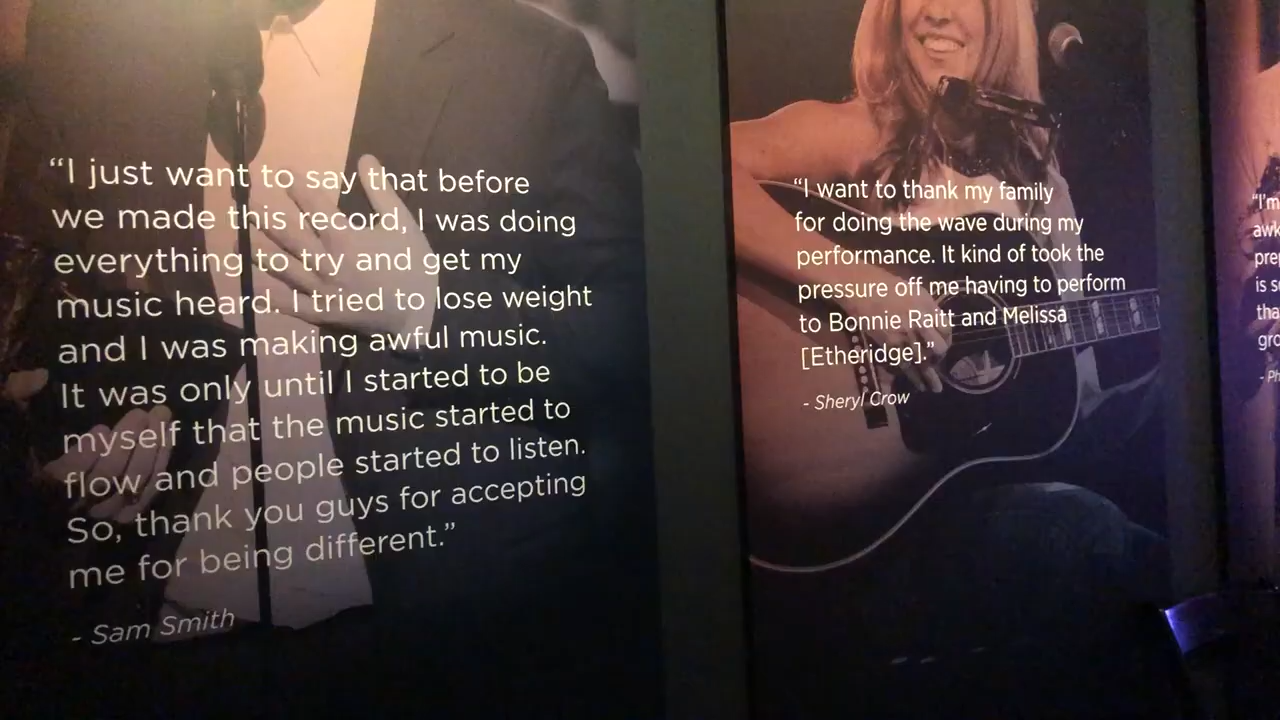 “I just want to say that before
we made this record, I was doing
everything to try and get my
music heard. I tried to lose weight
and I was making awful music.
It was only until I started to be
myself that the music started to
flow and people started to listen.
So, thank you guys for accepting
me for being different.”
- Sam Smith
“I want to thank my family
for doing the wave during my
performance. It kind of took the
pressure off me having to perform
to Bonnie Raitt and Melissa
[Etheridge].”
- Sheryl Crow
“I'm
is